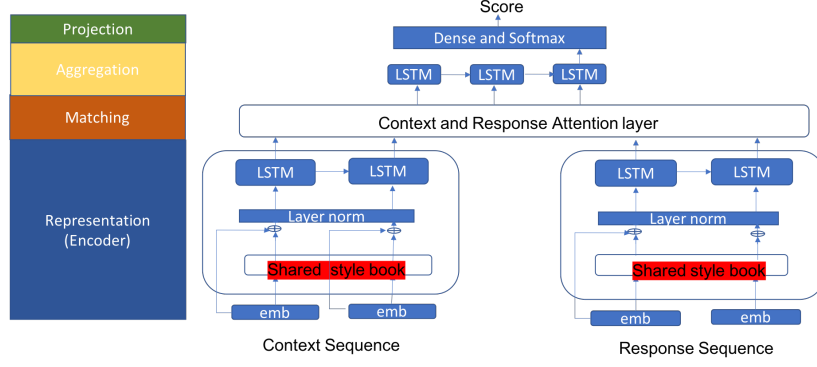 Score
Projection
Dense and Softmax
Aggregation
LSTM LSTM LSTM
Matching
Context and Response Attention layer
LSTM LSTM
LSTM LSTM
Representation
(Encoder)
Layer norm
Layer norm
Shared style book
Shared style book
emb emb
emb emb
Context Sequence
Response Sequence